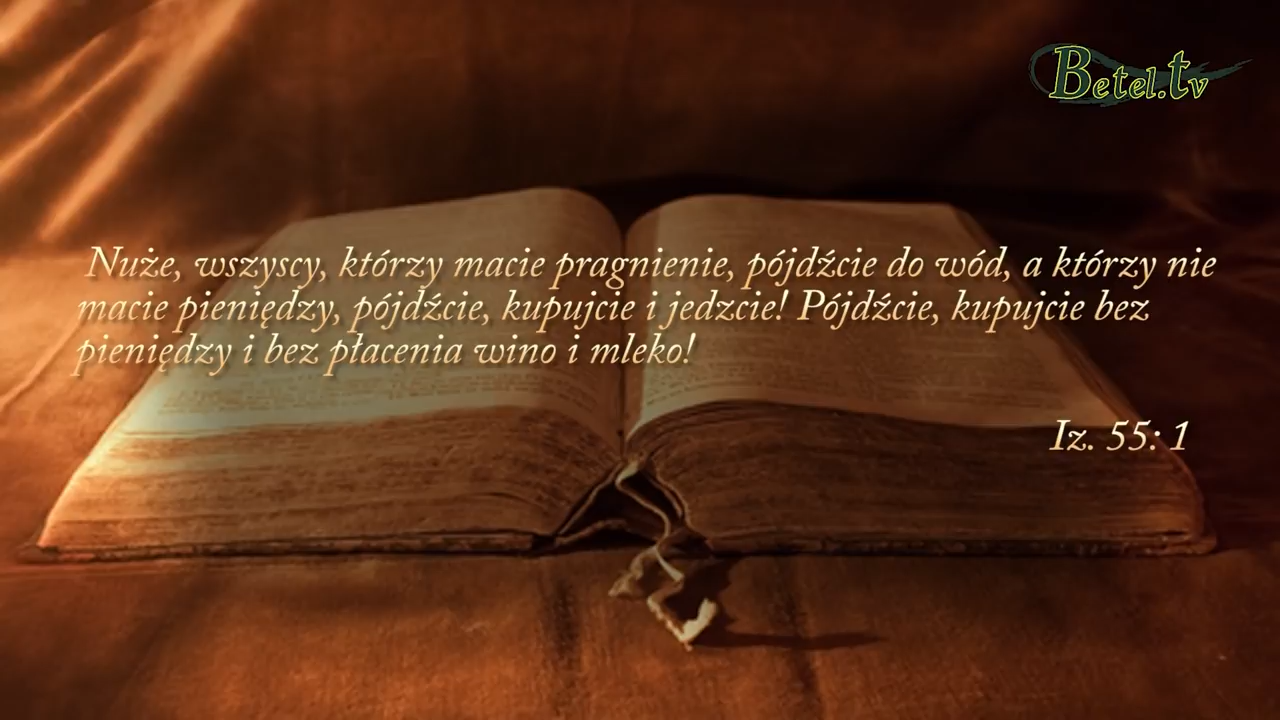 Betel.tv
Nuże, wszyscy, którzy macie pragnienie, pójdźcie do wód, a którzy nie
macie pieniędzy, pójdźcie, kupujcie i jedzcie! Pójdźcie, kupujcie bez
pieniędzy i bez płacenia wino i mleko!
Iz. 55: 1